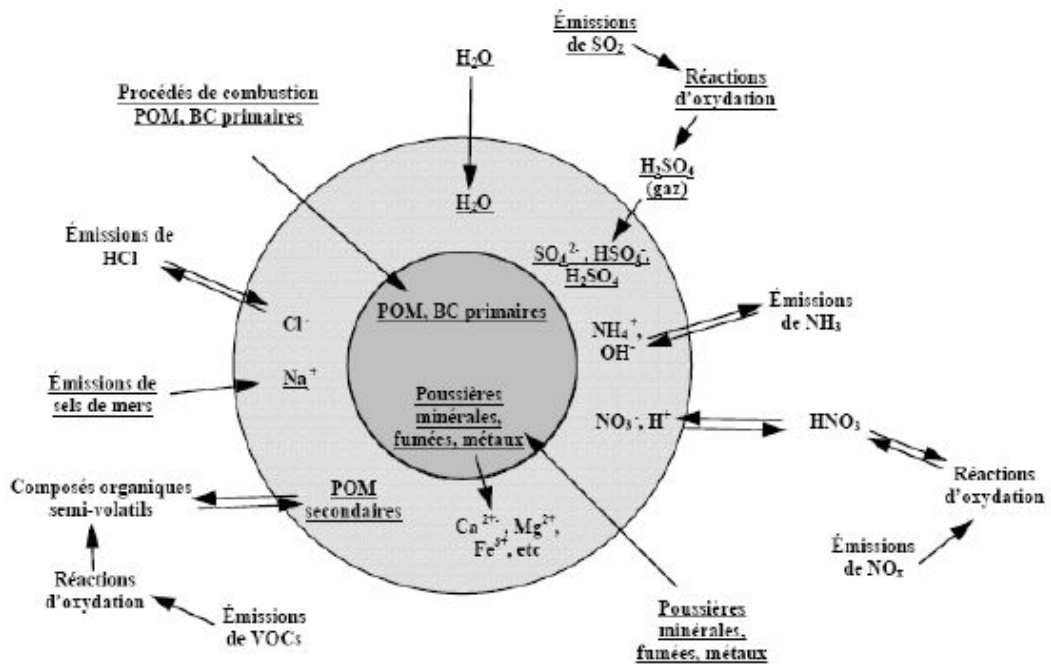 Émissions
de SO₂
H₂O
Réactions
d'oxydation
Procédés de combustion
POM, BC primaires
H₂SO₄
(gaz)
H₂O
Émissions de
HCl
SO₄²⁻, HSO₄⁻,
H₂SO₄
POM, BC primaires
Cl⁻
NH₄⁺,
OH⁻
Émissions
de NH₃
Émissions de
sels de mers
Na⁺
Poussières
minérales,
fumées, métaux
NO₃⁻, H⁺
HNO₃
Composés organiques
semi-volatils
POM
secondaires
Ca²⁺, Mg²⁺,
Fe³⁺, etc
Réactions
d'oxydation
Émissions
de NOₓ
Réactions
d'oxydation
Émissions
de VOCs
Poussières
minérales,
fumées, métaux